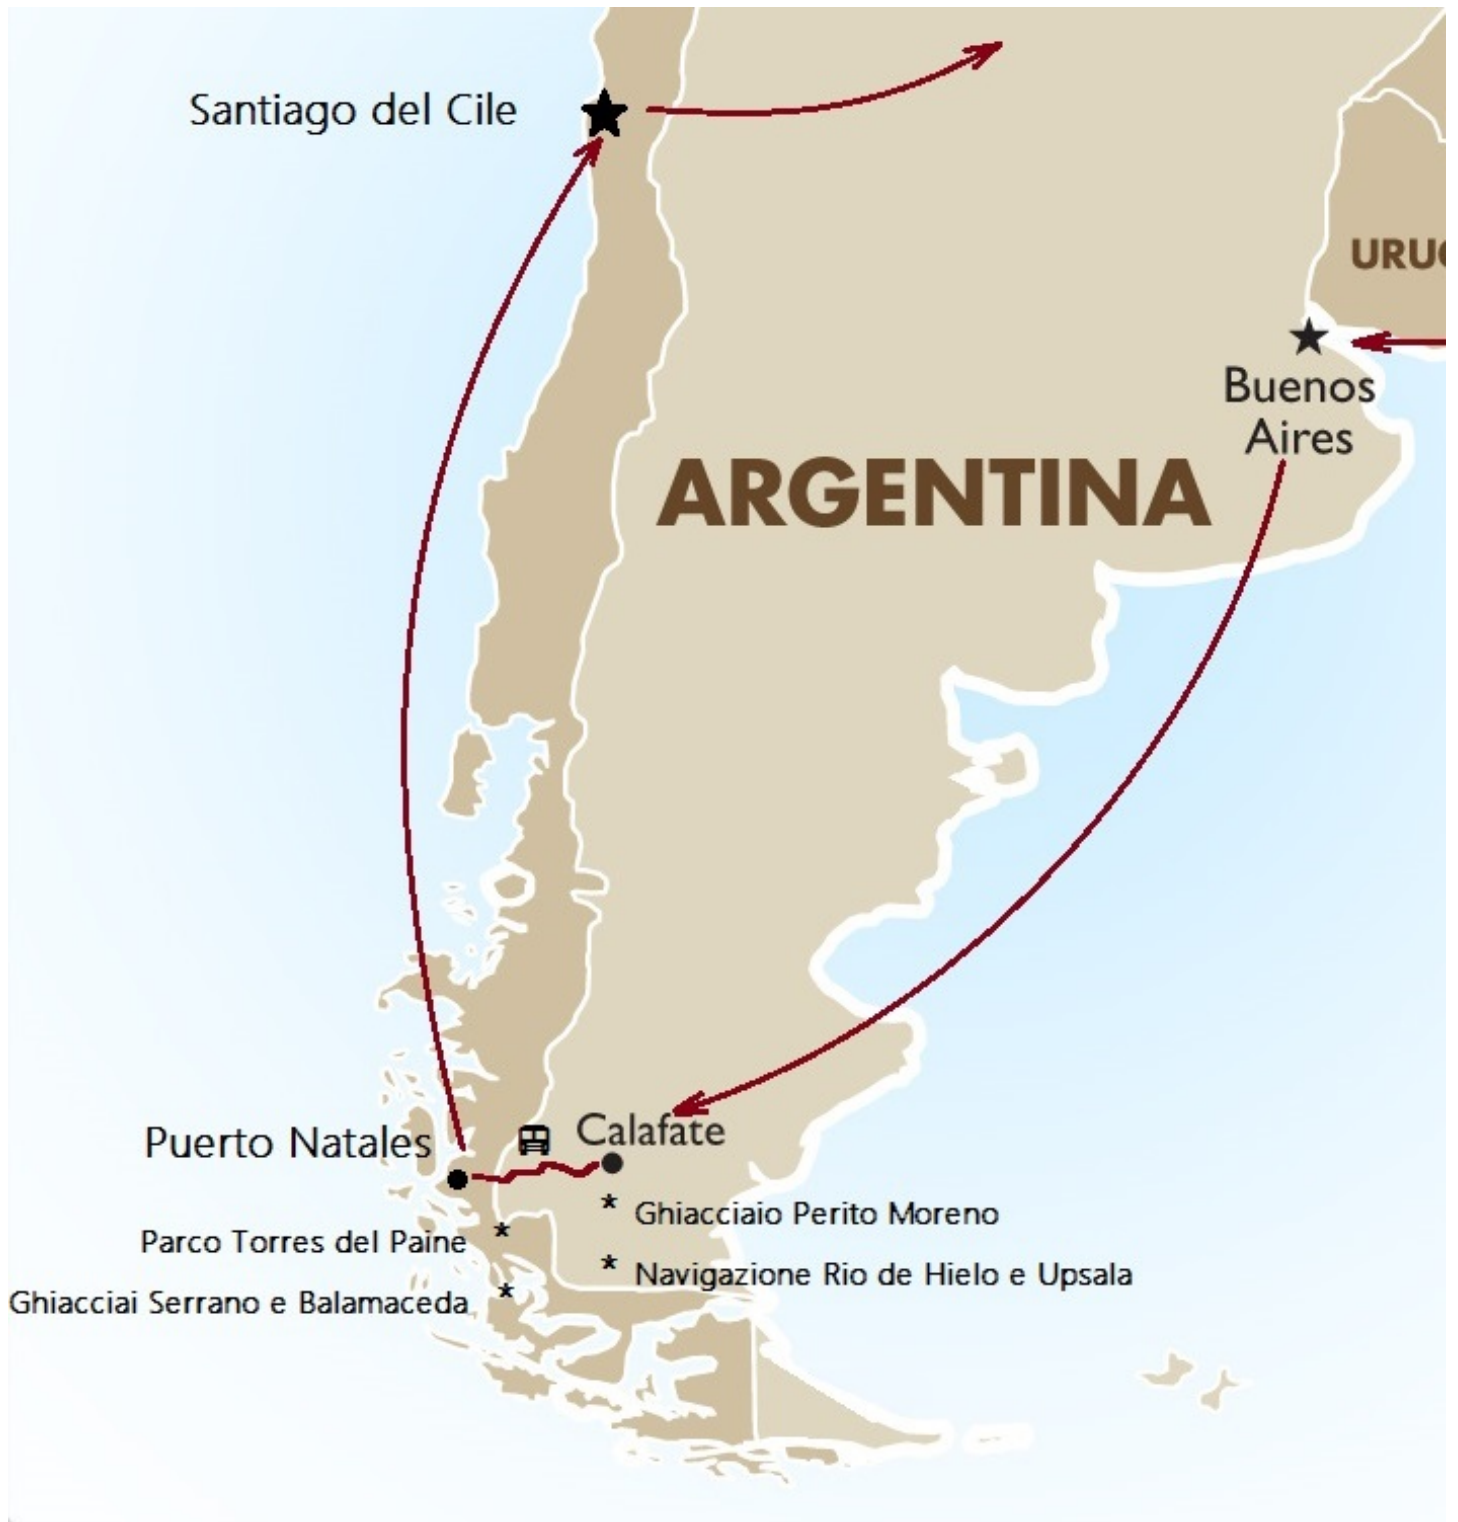 Santiago del Cile
URUG
Buenos
Aires
ARGENTINA
Puerto Natales
Calafate
* Ghiacciaio Perito Moreno
Parco Torres del Paine *
* Navigazione Rio de Hielo e Upsala
Ghiacciai Serrano e Balamaceda *